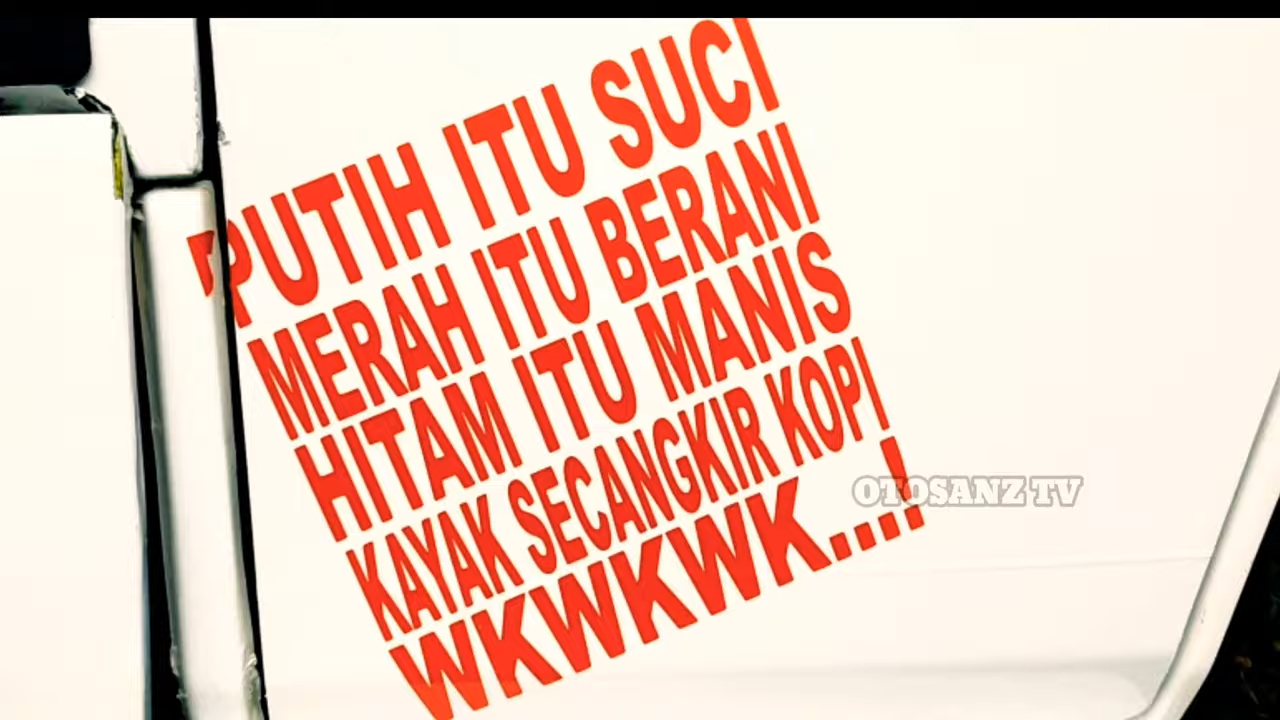 PUTIH ITU SUCI
MERAH ITU BERANI
HITAM ITU MANIS
KAYAK SECANGKIR KOPI
WKWKWK....!
OTOSANZ TV